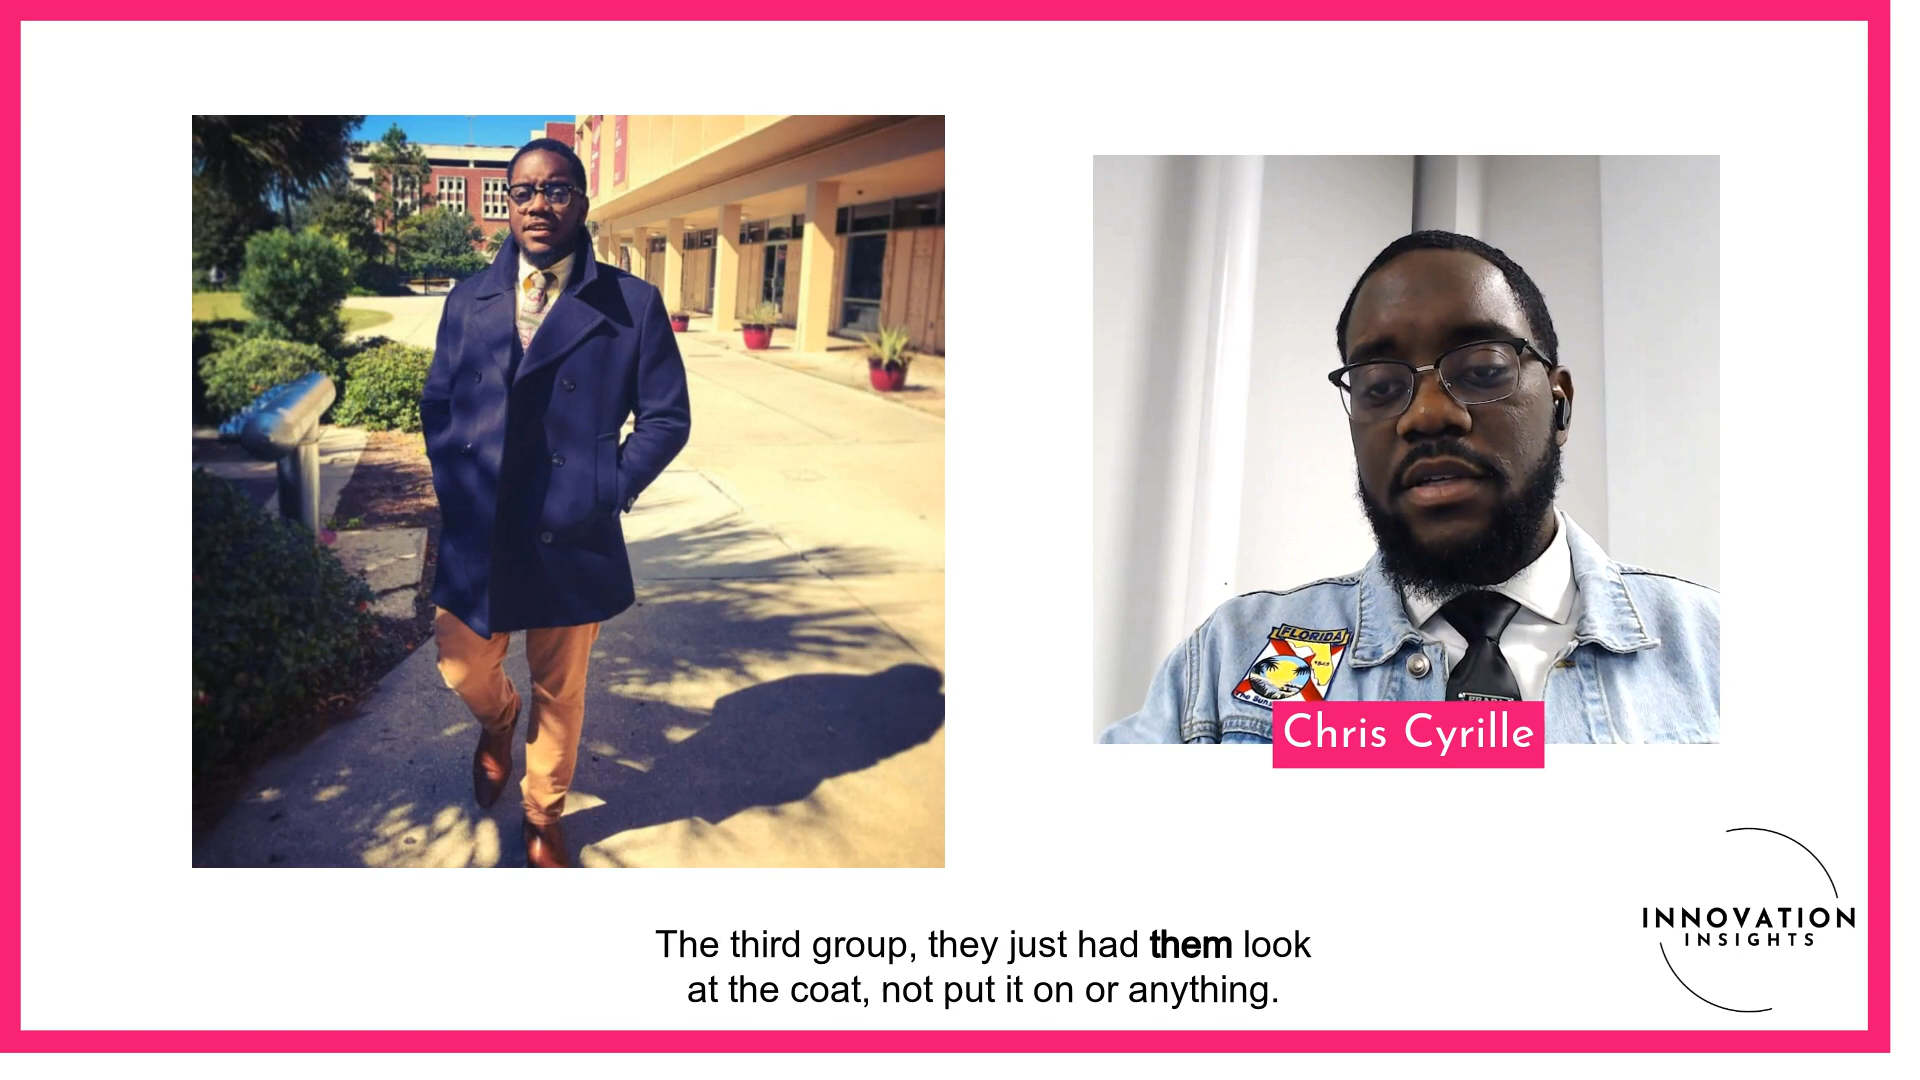 FLORIDA
1845
Chris Cyrille
The third group, they just had them look
at the coat, not put it on or anything.
INNOVATION
INSIGHTS